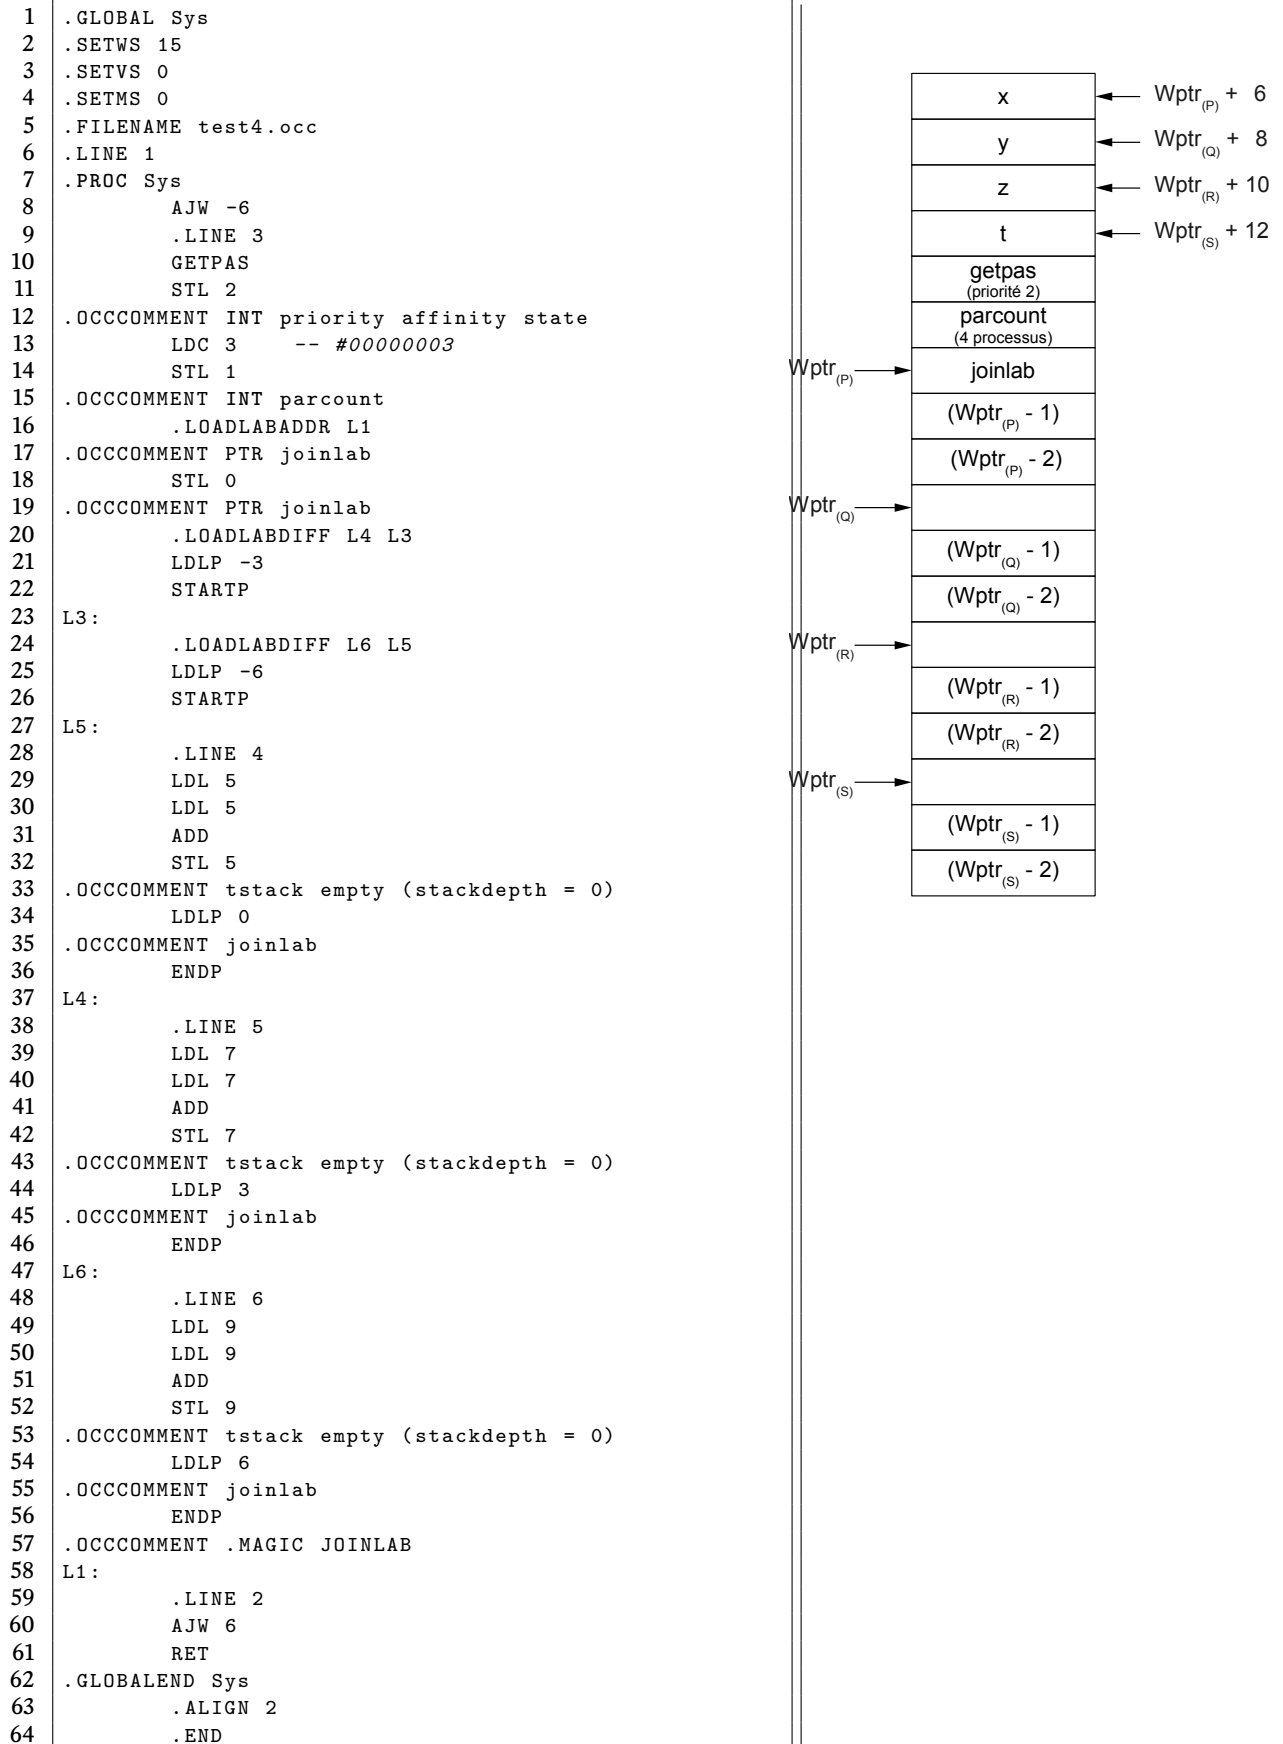 1 .GLOBAL Sys
2 .SETWS 15
3 .SETVS 0
4 .SETMS 0
5 .FILENAME test4.occ
6 .LINE 1
7 .PROC Sys
8 AJW -6
9 .LINE 3
10 GETPAS
11 STL 2
12 .OCCCOMMENT INT priority affinity state
13 LDC 3 -- #00000003
14 STL 1
15 .OCCCOMMENT INT parcount
16 .LOADLABADDR L1
17 .OCCCOMMENT PTR joinlab
18 STL 0
19 .OCCCOMMENT PTR joinlab
20 .LOADLABDIFF L4 L3
21 LDLP -3
22 STARTP
23 L3:
24 .LOADLABDIFF L6 L5
25 LDLP -6
26 STARTP
27 L5:
28 .LINE 4
29 LDL 5
30 LDL 5
31 ADD
32 STL 5
33 .OCCCOMMENT tstack empty (stackdepth = 0)
34 LDLP 0
35 .OCCCOMMENT joinlab
36 ENDP
37 L4:
38 .LINE 5
39 LDL 7
40 LDL 7
41 ADD
42 STL 7
43 .OCCCOMMENT tstack empty (stackdepth = 0)
44 LDLP 3
45 .OCCCOMMENT joinlab
46 ENDP
47 L6:
48 .LINE 6
49 LDL 9
50 LDL 9
51 ADD
52 STL 9
53 .OCCCOMMENT tstack empty (stackdepth = 0)
54 LDLP 6
55 .OCCCOMMENT joinlab
56 ENDP
57 .OCCCOMMENT .MAGIC JOINLAB
58 L1:
59 .LINE 2
60 AJW 6
61 RET
62 .GLOBALEND Sys
63 .ALIGN 2
64 .END
x Wptr(P) + 6
y Wptr(Q) + 8
z Wptr(R) + 10
t Wptr(S) + 12
getpas
(priorité 2)
parcount
(4 processus)
Wptr(P) joinlab
(Wptr(P) - 1)
(Wptr(P) - 2)
Wptr(Q)
(Wptr(Q) - 1)
(Wptr(Q) - 2)
Wptr(R)
(Wptr(R) - 1)
(Wptr(R) - 2)
Wptr(S)
(Wptr(S) - 1)
(Wptr(S) - 2)